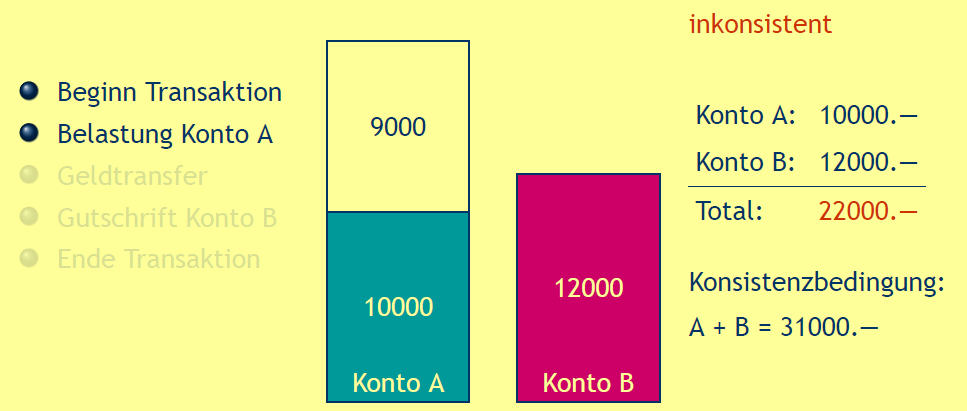 inkonsistent
Beginn Transaktion
Belastung Konto A
Geldtransfer
Gutschrift Konto B
Ende Transaktion
9000
10000
Konto A
12000
Konto B
Konto A: 10000.—
Konto B: 12000.—
Total: 22000.—
Konsistenzbedingung:
A + B = 31000.—